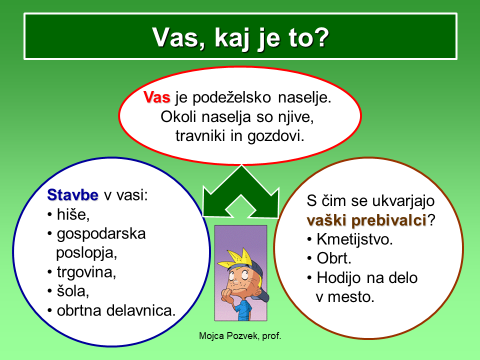 Vas, kaj je to?
Vas je podeželsko naselje.
Okoli naselja so njive,
travniki in gozdovi.
Stavbe v vasi:
• hiše,
• gospodarska
poslopja,
• trgovina,
• šola,
• obrtna delavnica.
S čim se ukvarjajo
vaški prebivalci?
• Kmetijstvo.
• Obrt.
• Hodijo na delo
v mesto.
Mojca Pozvek, prof.